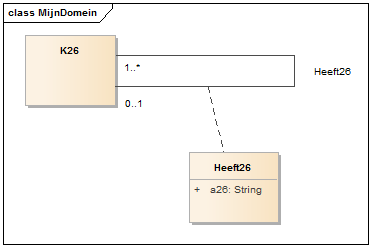 class MijnDomein
K26
1..*
Heeft26
0..1
Heeft26
+ a26: String